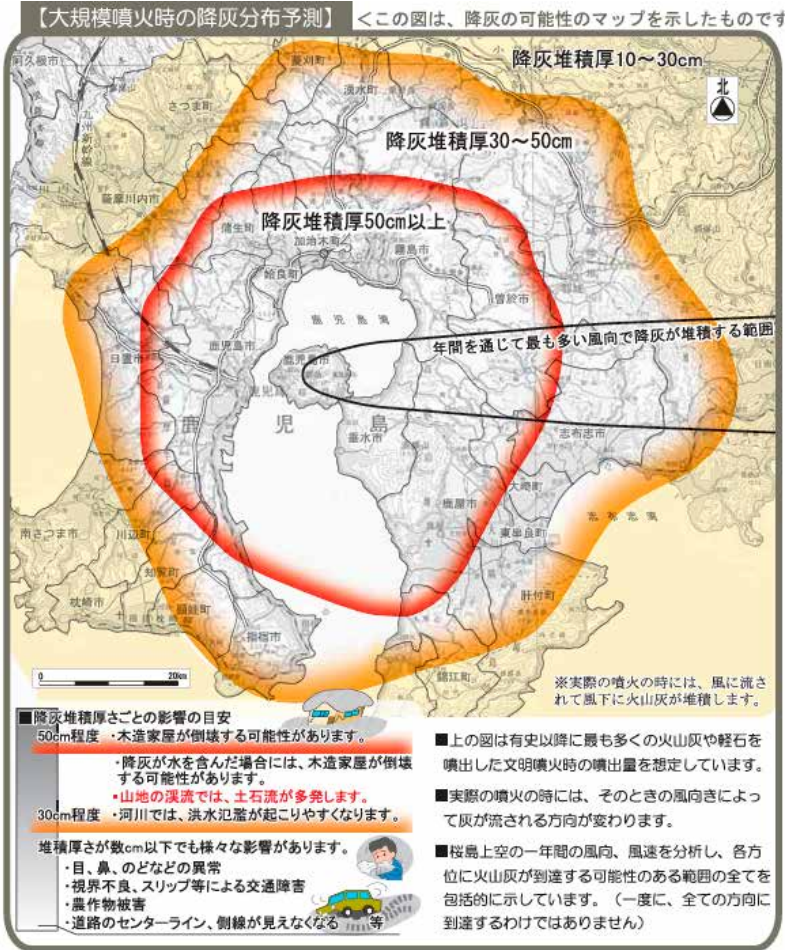 【大規模噴火時の降灰分布予測】
＜この図は、降灰の可能性のマップを示したものです
降灰堆積厚10～30cm
北
降灰堆積厚30～50cm
降灰堆積厚50cm以上
阿久根市
菱刈町
湧水町
さつま町
九州新幹線
薩摩川内市
蒲生町
加治木町
霧島市
姶良町
曽於市
鹿児島湾
年間を通じて最も多い風向で降灰が堆積する範囲
日置市
鹿児島市
鹿児島市
鹿児島
垂水市
志布志市
大崎町
鹿屋市
東串良町
志布志湾
南さつま市
川辺町
知覧町
枕崎市
頴娃町
指宿市
肝付町
錦江町
0 20km
※実際の噴火の時には、風に流さ
れて風下に火山灰が堆積します。
■降灰堆積厚さごとの影響の目安
50cm程度 ・木造家屋が倒壊する可能性があります。
・降灰が水を含んだ場合には、木造家屋が倒壊
する可能性があります。
・山地の渓流では、土石流が多発します。
30cm程度 ・河川では、洪水氾濫が起こりやすくなります。
堆積厚さが数cm以下でも様々な影響があります。
・目、鼻、のどなどの異常
・視界不良、スリップ等による交通障害
・農作物被害
・道路のセンターライン、側線が見えなくなる 等
■上の図は有史以降に最も多くの火山灰や軽石を
噴出した文明噴火時の噴出量を想定しています。
■実際の噴火の時には、そのときの風向きによっ
て灰が流される方向が変わります。
■桜島上空の一年間の風向、風速を分析し、各方
位に火山灰が到達する可能性のある範囲の全てを
包括的に示しています。（一度に、全ての方向に
到達するわけではありません）